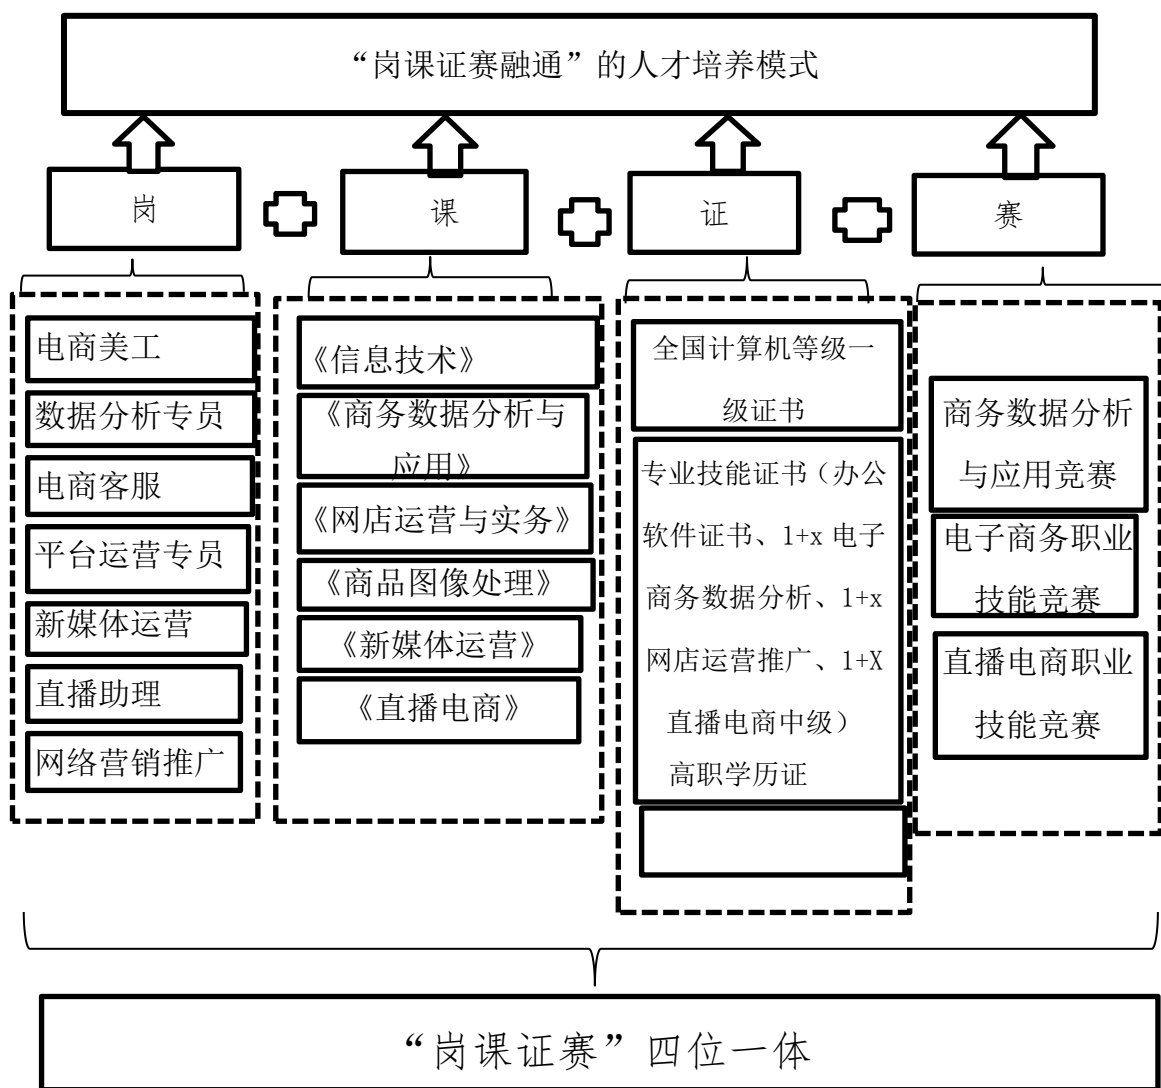 “岗课证赛融通”的人才培养模式
岗
课
证
赛
电商美工
数据分析专员
电商客服
平台运营专员
新媒体运营
直播助理
网络营销推广
《信息技术》
《商务数据分析与
应用》
《网店运营与实务》
《商品图像处理》
《新媒体运营》
《直播电商》
全国计算机等级一
级证书
专业技能证书（办公
软件证书、1+x 电子
商务数据分析、1+x
网店运营推广、1+X
直播电商中级）
高职学历证
商务数据分析
与应用竞赛
电子商务职业
技能竞赛
直播电商职业
技能竞赛
“岗课证赛”四位一体